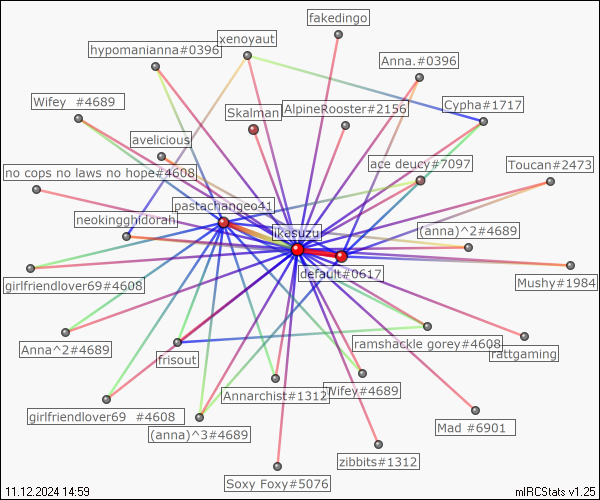 fakedingo
xenoyaut
hypomanianna#0396
Anna.#0396
Wifey  #4689
Skalman
AlpineRooster#2156
Cypha#1717
avelicious
ace deucy#7097
Toucan#2473
no cops no laws no hope#4608
pastachangeo41
neokingghidorah
ikasuzu
(anna)^2#4689
default#0617
girlfriendlover69#4608
Mushy#1984
Anna^2#4689
frisout
ramshackle gorey#4608
rattgaming
Annarchist#1312
Wifey#4689
girlfriendlover69  #4608
(anna)^3#4689
Mad #6901
zibbits#1312
Soxy Foxy#5076
11.12.2024 14:59
mIRCStats v1.25